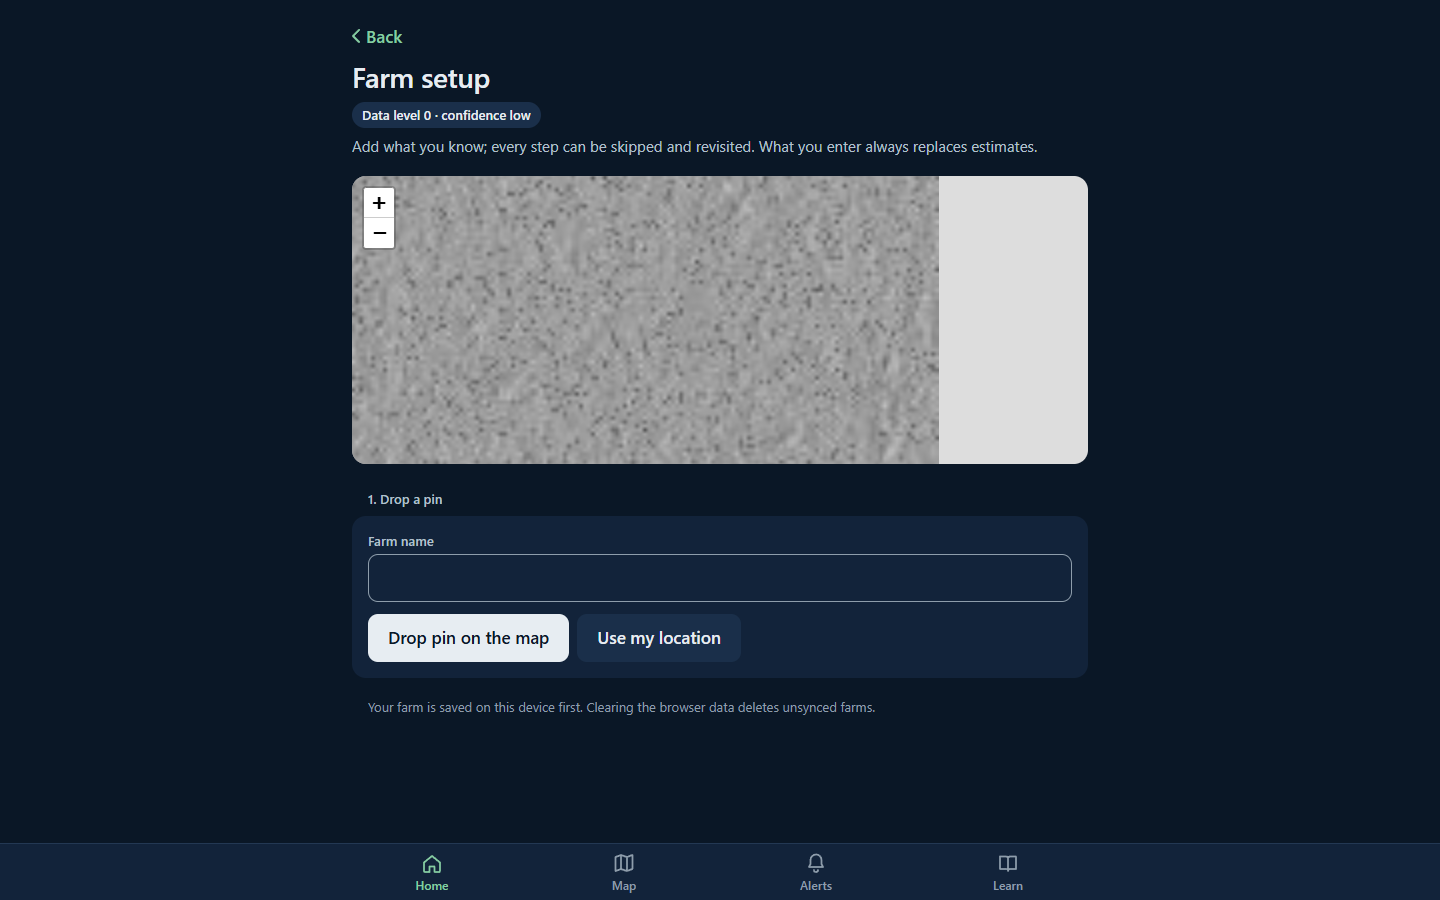 Back
Farm setup
Data level 0 · confidence low
Add what you know; every step can be skipped and revisited. What you enter always replaces estimates.
+
−
1. Drop a pin
Farm name
Drop pin on the map
Use my location
Your farm is saved on this device first. Clearing the browser data deletes unsynced farms.
Home
Map
Alerts
Learn